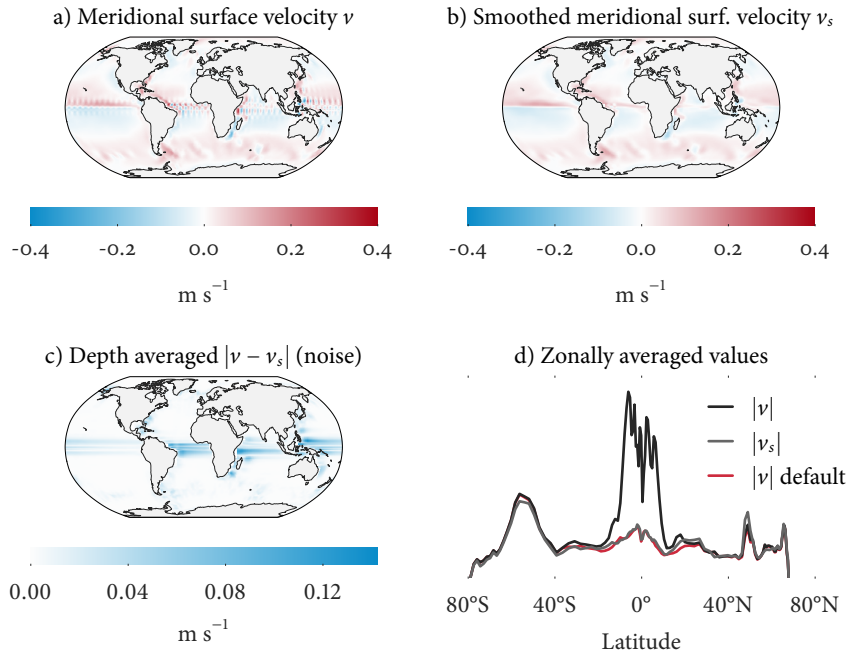 a) Meridional surface velocity v
b) Smoothed meridional surf. velocity vₛ
-0.4 -0.2 0.0 0.2 0.4
m s⁻¹
-0.4 -0.2 0.0 0.2 0.4
m s⁻¹
c) Depth averaged |v − vₛ| (noise)
0.00 0.04 0.08 0.12
m s⁻¹
d) Zonally averaged values
|v|
|vₛ|
|v| default
80°S 40°S 0° 40°N 80°N
Latitude